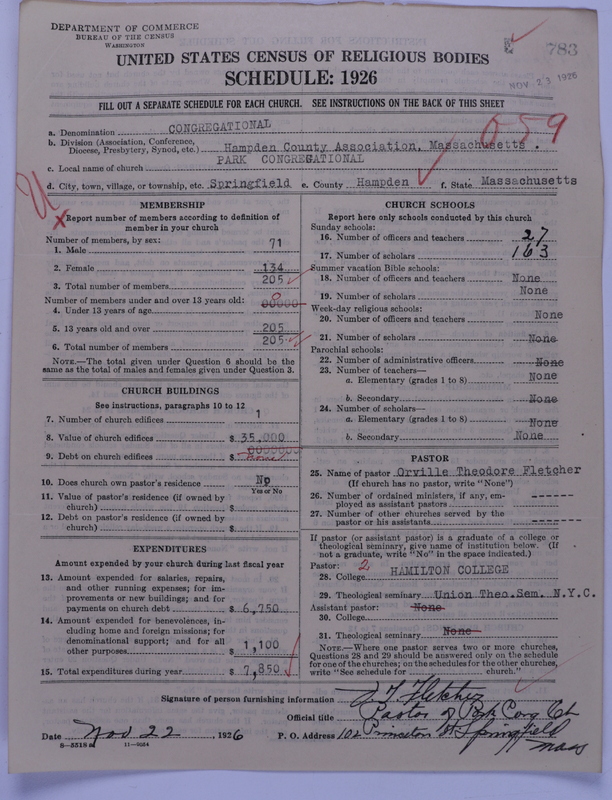 DEPARTMENT OF COMMERCE
BUREAU OF THE CENSUS
WASHINGTON
783
NOV 23 1926
UNITED STATES CENSUS OF RELIGIOUS BODIES
SCHEDULE: 1926
FILL OUT A SEPARATE SCHEDULE FOR EACH CHURCH. SEE INSTRUCTIONS ON THE BACK OF THIS SHEET
a. Denomination CONGREGATIONAL
b. Division (Association, Conference, Diocese, Presbytery, Synod, etc.) Hampden County Association, Massachusetts.
c. Local name of church PARK CONGREGATIONAL
d. City, town, village, or township, etc. Springfield e. County Hampden f. State Massachusetts
MEMBERSHIP
Report number of members according to definition of
member in your church
Number of members, by sex:
1. Male 71
2. Female 134
3. Total number of members 205
Number of members under and over 13 years old:
4. Under 13 years of age 0
5. 13 years old and over 205
6. Total number of members 205
NOTE.—The total given under Question 6 should be the
same as the total of males and females given under Question 3.
CHURCH BUILDINGS
See instructions, paragraphs 10 to 12
7. Number of church edifices 1
8. Value of church edifices $ 35,000
9. Debt on church edifices $ None
10. Does church own pastor's residence No
Yes or No
11. Value of pastor's residence (if owned by
church) $
12. Debt on pastor's residence (if owned by
church) $
EXPENDITURES
Amount expended by your church during last fiscal year
13. Amount expended for salaries, repairs,
and other running expenses; for im-
provements or new buildings; and for
payments on church debt $ 6,750
14. Amount expended for benevolences, in-
cluding home and foreign missions; for
denominational support; and for all
other purposes $ 1,100
15. Total expenditures during year $ 7,850
CHURCH SCHOOLS
Report here only schools conducted by this church
Sunday schools:
16. Number of officers and teachers 27
17. Number of scholars 163
Summer vacation Bible schools:
18. Number of officers and teachers None
19. Number of scholars None
Week-day religious schools:
20. Number of officers and teachers None
21. Number of scholars None
Parochial schools:
22. Number of administrative officers None
23. Number of teachers—
a. Elementary (grades 1 to 8) None
b. Secondary None
24. Number of scholars—
a. Elementary (grades 1 to 8) None
b. Secondary None
PASTOR
25. Name of pastor Orville Theodore Fletcher
(If church has no pastor, write "None")
26. Number of ordained ministers, if any, em-
ployed as assistant pastors ------
27. Number of other churches served by the
pastor or his assistants ------
If pastor (or assistant pastor) is a graduate of a college or
theological seminary, give name of institution below. (If
not a graduate, write "No" in the space indicated.)
Pastor: 2
28. College HAMILTON COLLEGE
29. Theological seminary Union Theo. Sem. N.Y.C.
Assistant pastor: None
30. College
31. Theological seminary None
NOTE.—Where one pastor serves two or more churches,
Questions 28 and 29 should be answered only on the schedule
for one of the churches; on the schedules for the other churches,
write "See schedule for church."
Signature of person furnishing information O T Fletcher
Official title Pastor of Park Cong Ch
Date Nov 22, 1926 P. O. Address 102 Princeton St Springfield
Mass
8-5518a 11-9054